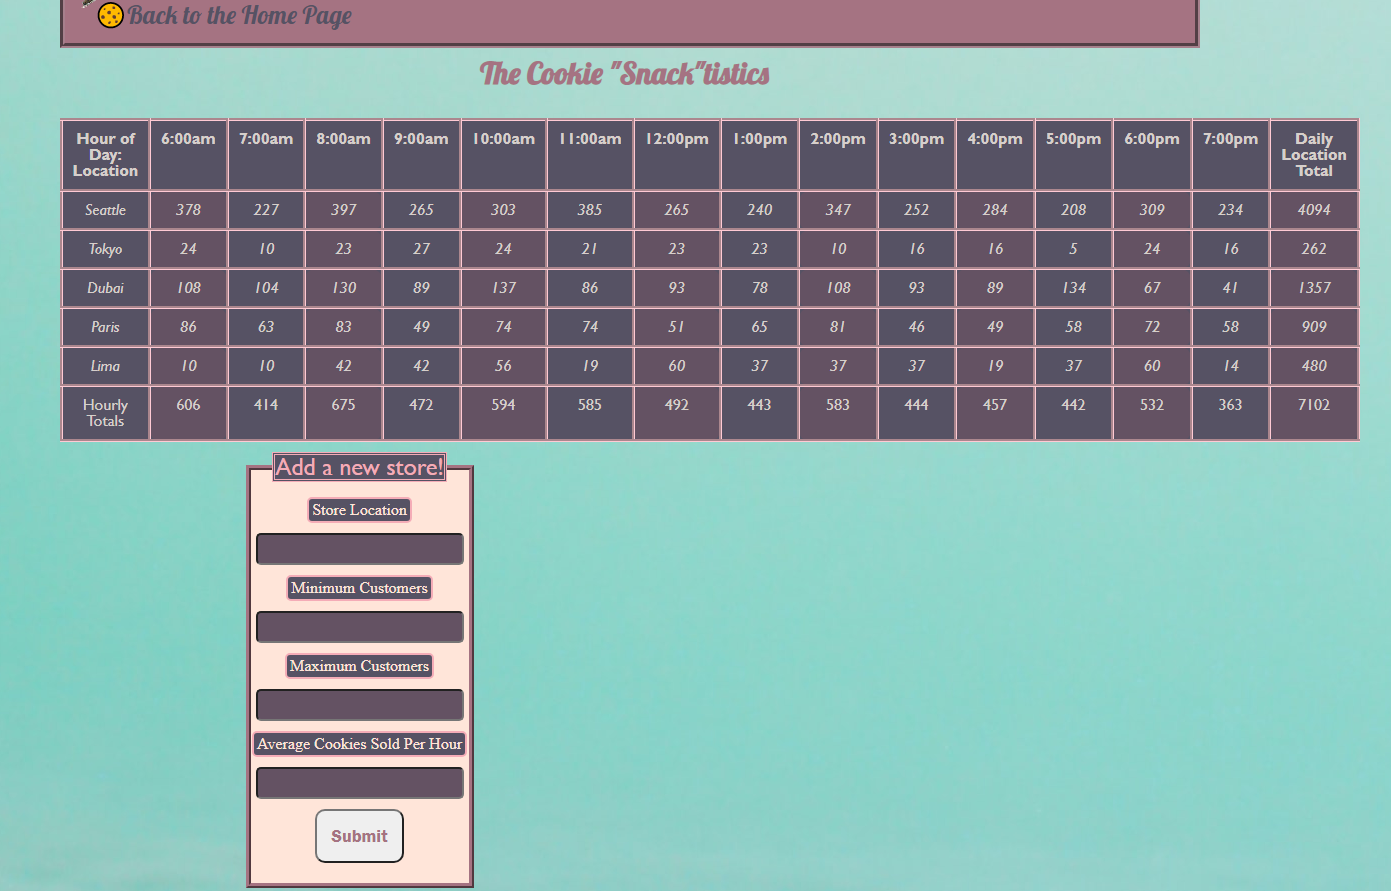 Back to the Home Page
The Cookie "Snack"tistics
Hour of Day: Location 6:00am 7:00am 8:00am 9:00am 10:00am 11:00am 12:00pm 1:00pm 2:00pm 3:00pm 4:00pm 5:00pm 6:00pm 7:00pm Daily Location Total
Seattle 378 227 397 265 303 385 265 240 347 252 284 208 309 234 4094
Tokyo 24 10 23 27 24 21 23 23 10 16 16 5 24 16 262
Dubai 108 104 130 89 137 86 93 78 108 93 89 134 67 41 1357
Paris 86 63 83 49 74 74 51 65 81 46 49 58 72 58 909
Lima 10 10 42 42 56 19 60 37 37 37 19 37 60 14 480
Hourly Totals 606 414 675 472 594 585 492 443 583 444 457 442 532 363 7102
Add a new store!
Store Location
Minimum Customers
Maximum Customers
Average Cookies Sold Per Hour
Submit